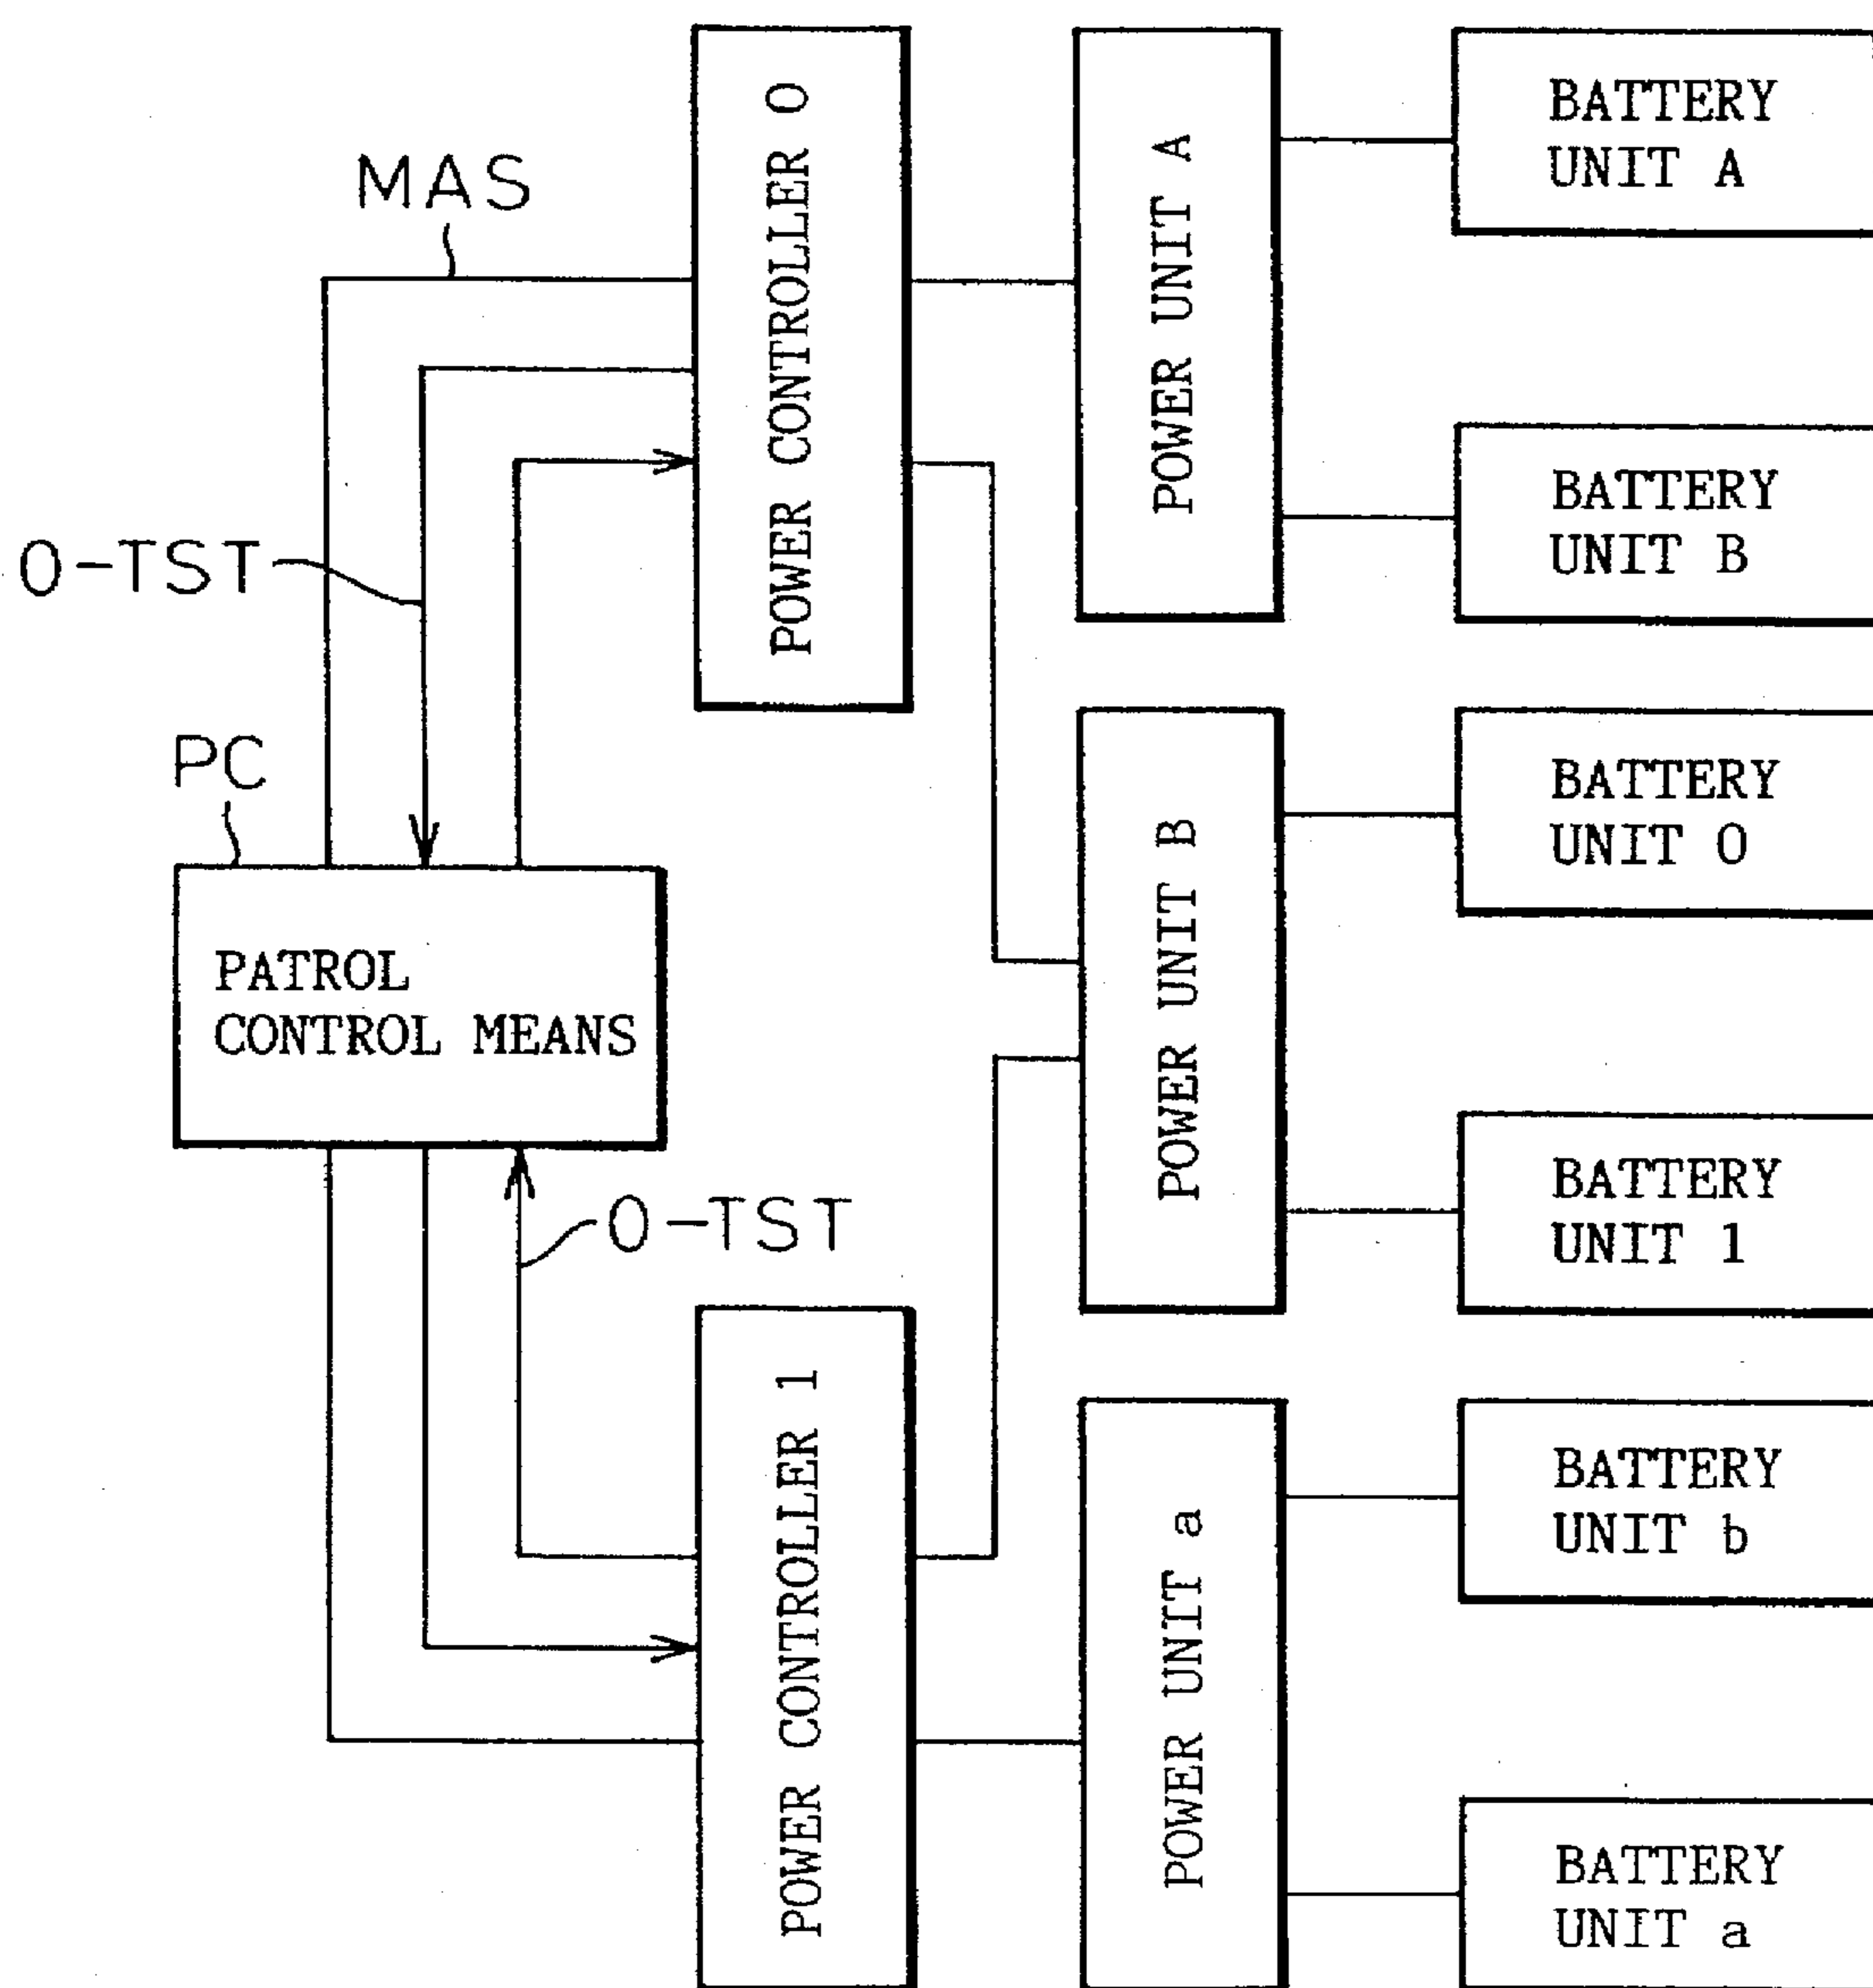 MAS
O-TST
PC
PATROL
CONTROL MEANS
O-TST
POWER CONTROLLER 0
POWER CONTROLLER 1
POWER UNIT A
POWER UNIT B
POWER UNIT a
BATTERY
UNIT A
BATTERY
UNIT B
BATTERY
UNIT 0
BATTERY
UNIT 1
BATTERY
UNIT b
BATTERY
UNIT a